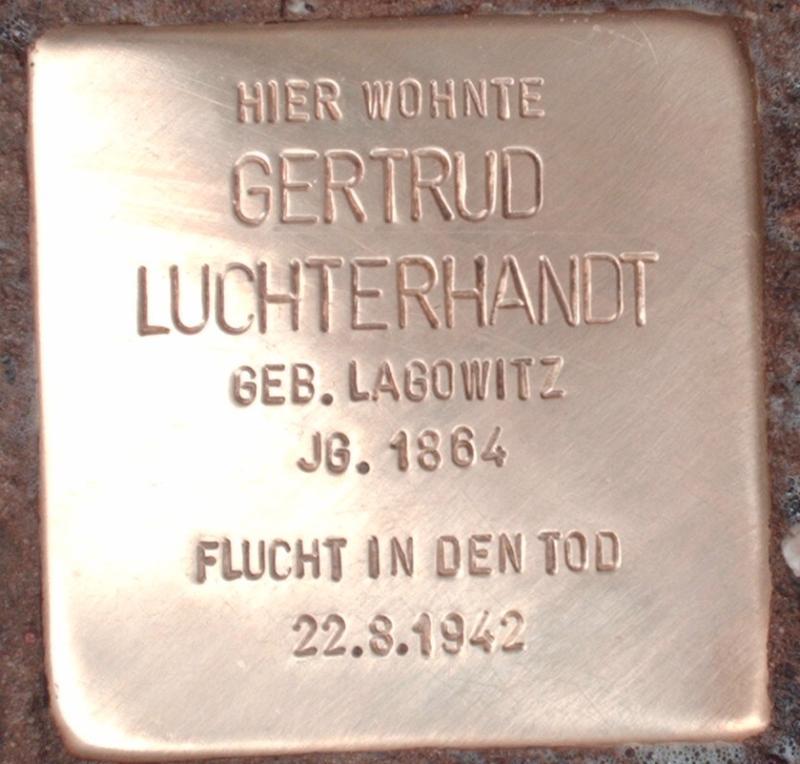 HIER WOHNTE
GERTRUD
LUCHTERHANDT
GEB. LAGOWITZ
JG. 1864
FLUCHT IN DEN TOD
22.8.1942